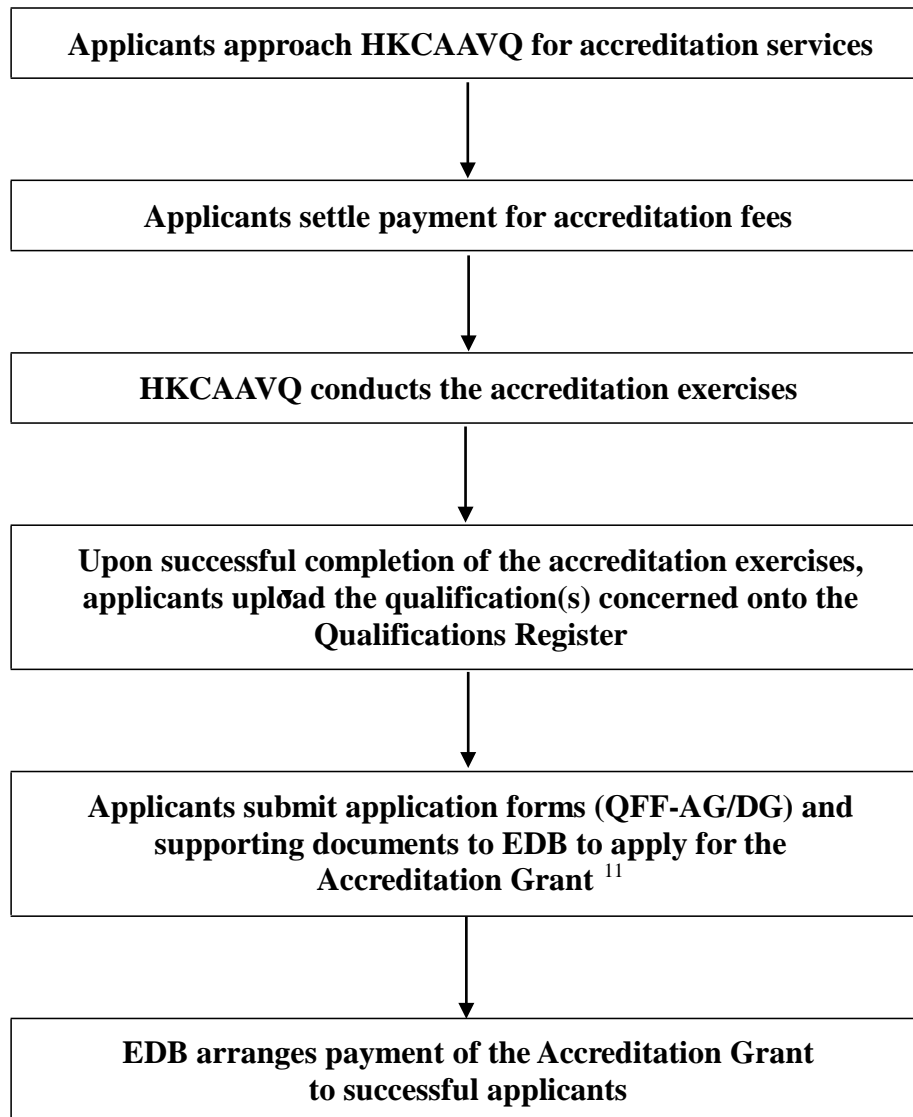 Applicants approach HKCAAVQ for accreditation services
Applicants settle payment for accreditation fees
HKCAAVQ conducts the accreditation exercises
Upon successful completion of the accreditation exercises,
applicants upload the qualification(s) concerned onto the
Qualifications Register
Applicants submit application forms (QFF-AG/DG) and
supporting documents to EDB to apply for the
Accreditation Grant 11
EDB arranges payment of the Accreditation Grant
to successful applicants